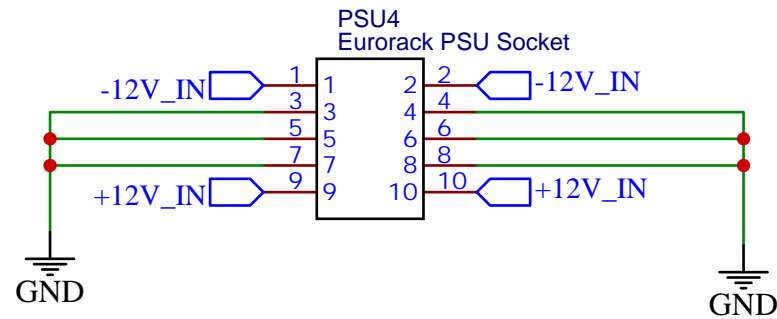 PSU4
Eurorack PSU Socket
-12V_IN 1 1 2 2 -12V_IN
3 3 4 4
5 5 6 6
7 7 8 8
+12V_IN 9 9 10 10 +12V_IN
GND GND